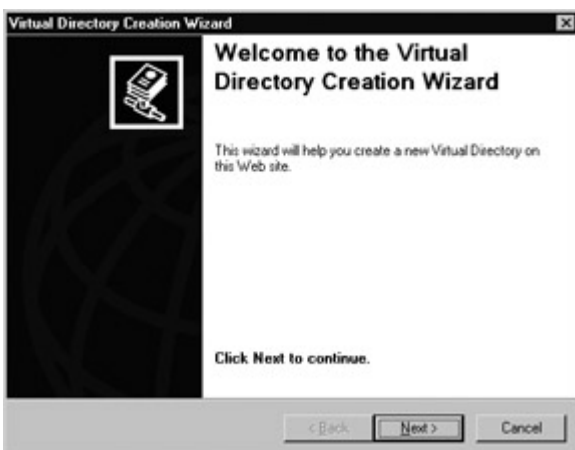 Virtual Directory Creation Wizard
Welcome to the Virtual
Directory Creation Wizard
This wizard will help you create a new Virtual Directory on
this Web site.
Click Next to continue.
< Back Next > Cancel